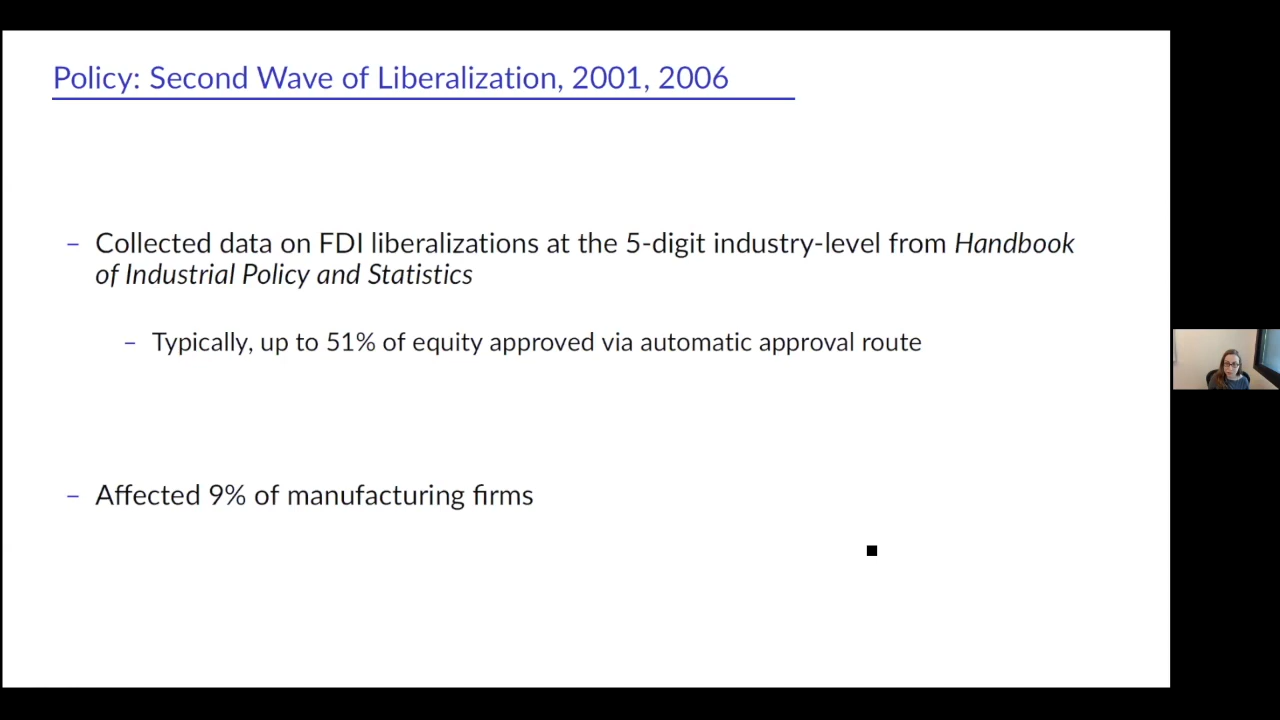 Policy: Second Wave of Liberalization, 2001, 2006
– Collected data on FDI liberalizations at the 5-digit industry-level from Handbook
of Industrial Policy and Statistics
– Typically, up to 51% of equity approved via automatic approval route
– Affected 9% of manufacturing firms